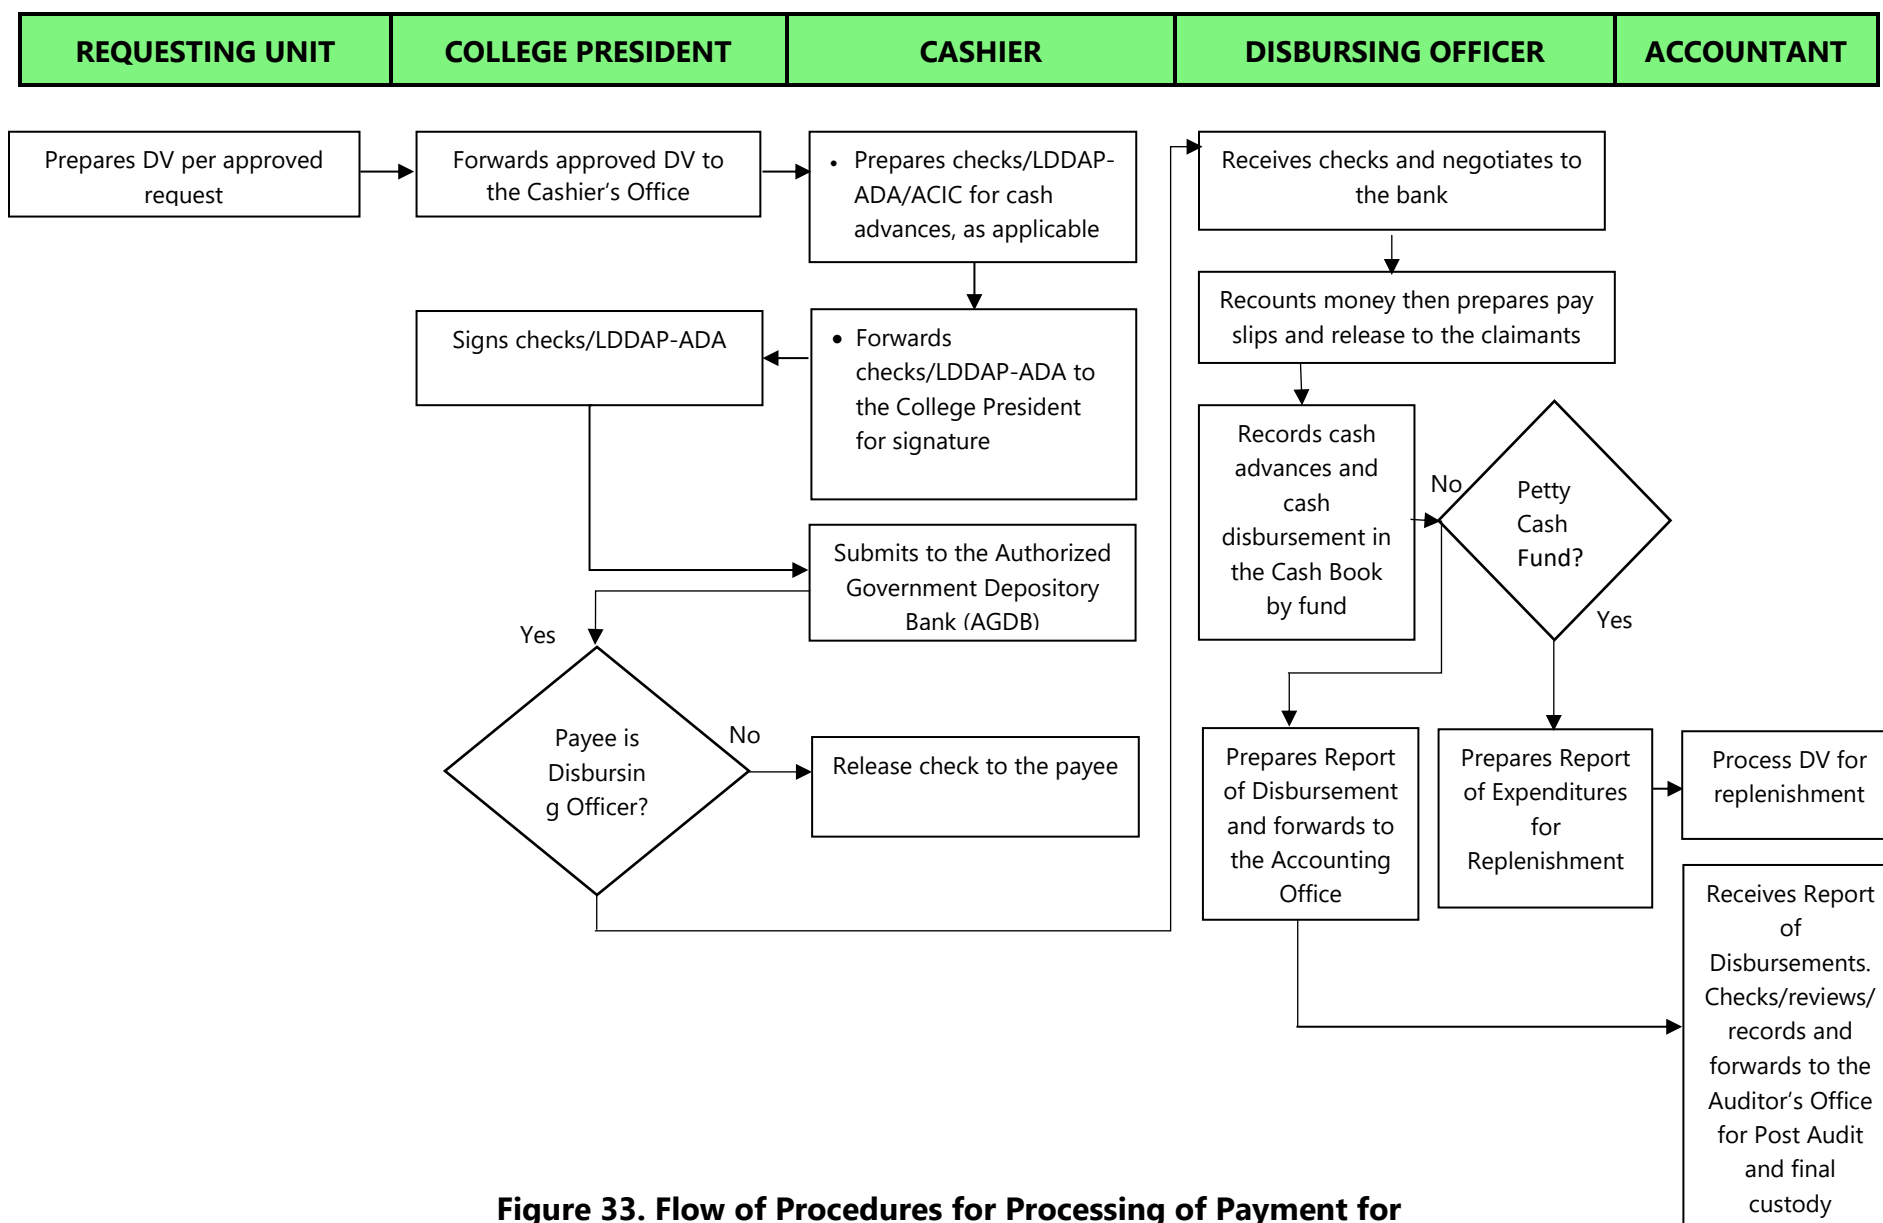 REQUESTING UNIT
COLLEGE PRESIDENT
CASHIER
DISBURSING OFFICER
ACCOUNTANT
Prepares DV per approved
request
Forwards approved DV to
the Cashier’s Office
• Prepares checks/LDDAP-
ADA/ACIC for cash
advances, as applicable
Receives checks and negotiates to
the bank
Recounts money then prepares pay
slips and release to the claimants
Signs checks/LDDAP-ADA
• Forwards
checks/LDDAP-ADA to
the College President
for signature
Records cash
advances and
cash
disbursement in
the Cash Book
by fund
No
Petty
Cash
Fund?
Yes
Submits to the Authorized
Government Depository
Bank (AGDB)
Yes
Payee is
Disbursin
g Officer?
No
Release check to the payee
Prepares Report
of Disbursement
and forwards to
the Accounting
Office
Prepares Report
of Expenditures
for
Replenishment
Process DV for
replenishment
Receives Report
of
Disbursements.
Checks/reviews/
records and
forwards to the
Auditor’s Office
for Post Audit
and final
custody
Figure 33. Flow of Procedures for Processing of Payment for